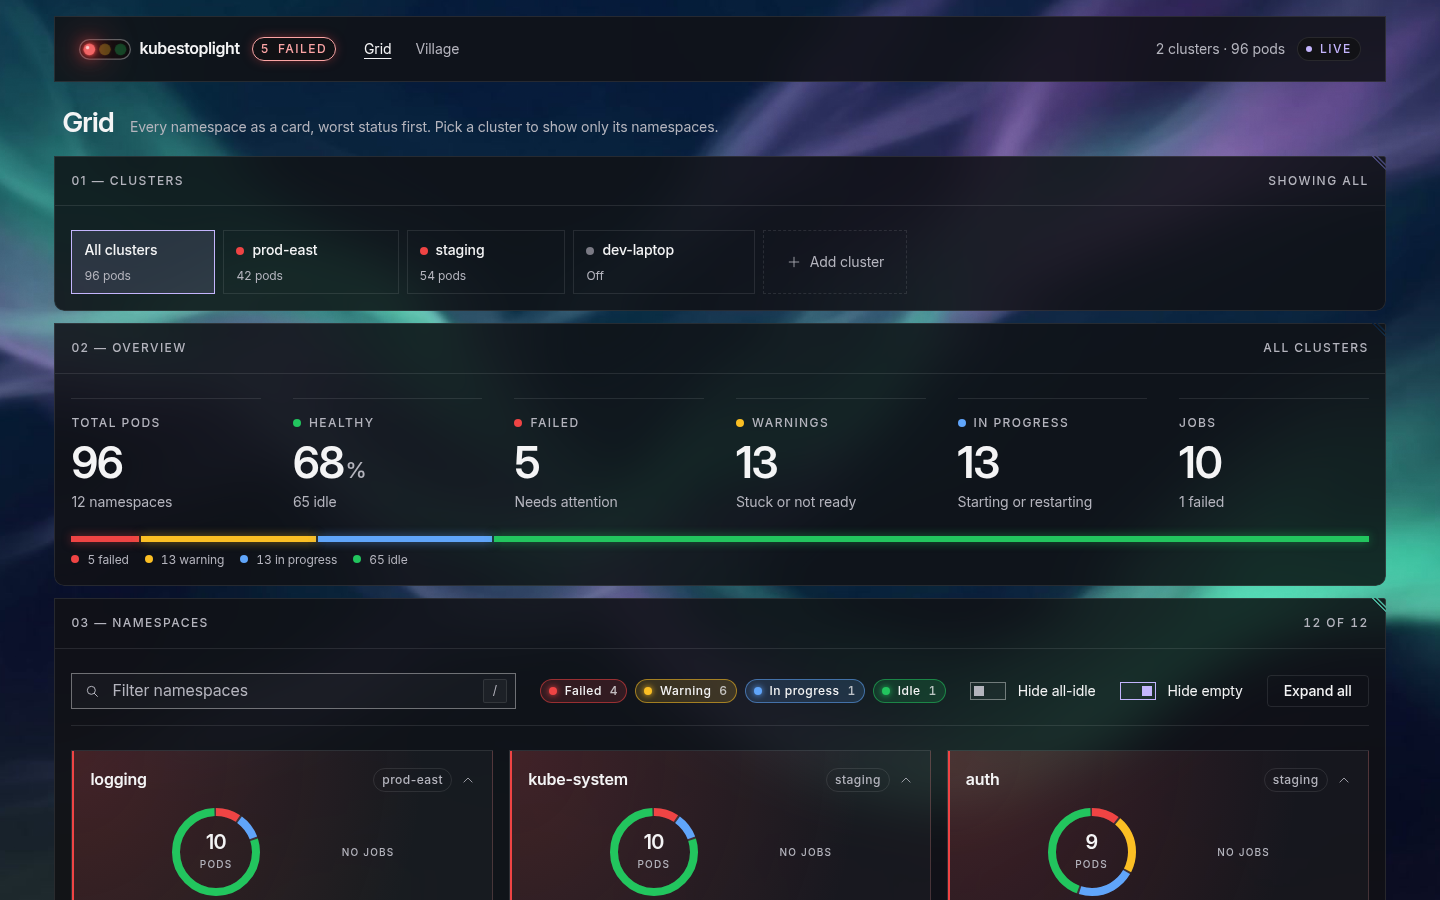 kubestoplight 5 FAILED Grid Village 2 clusters · 96 pods LIVE
Grid Every namespace as a card, worst status first. Pick a cluster to show only its namespaces.
01 — CLUSTERS SHOWING ALL
All clusters prod-east staging dev-laptop
96 pods 42 pods 54 pods Off
+ Add cluster
02 — OVERVIEW ALL CLUSTERS
TOTAL PODS HEALTHY FAILED WARNINGS IN PROGRESS JOBS
96 68% 5 13 13 10
12 namespaces 65 idle Needs attention Stuck or not ready Starting or restarting 1 failed
5 failed 13 warning 13 in progress 65 idle
03 — NAMESPACES 12 OF 12
Filter namespaces / Failed 4 Warning 6 In progress 1 Idle 1 Hide all-idle Hide empty Expand all
logging prod-east kube-system staging auth staging
10 10 9
PODS NO JOBS PODS NO JOBS PODS NO JOBS